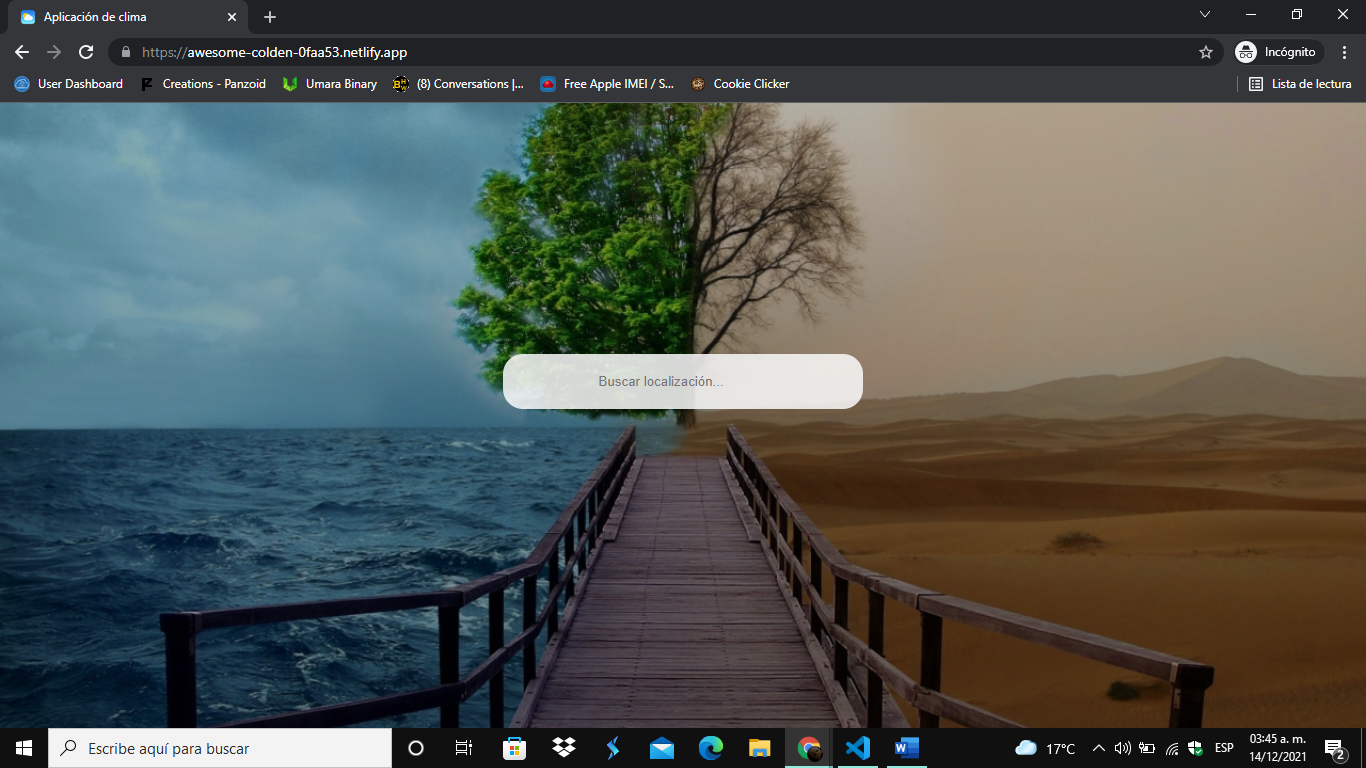 Aplicación de clima
https://awesome-colden-0faa53.netlify.app
Incógnito
User Dashboard
Creations - Panzoid
Umara Binary
(8) Conversations |...
Free Apple IMEI / S...
Cookie Clicker
Lista de lectura
Buscar localización...
Escribe aquí para buscar
17°C
ESP
03:45 a. m.
14/12/2021
2